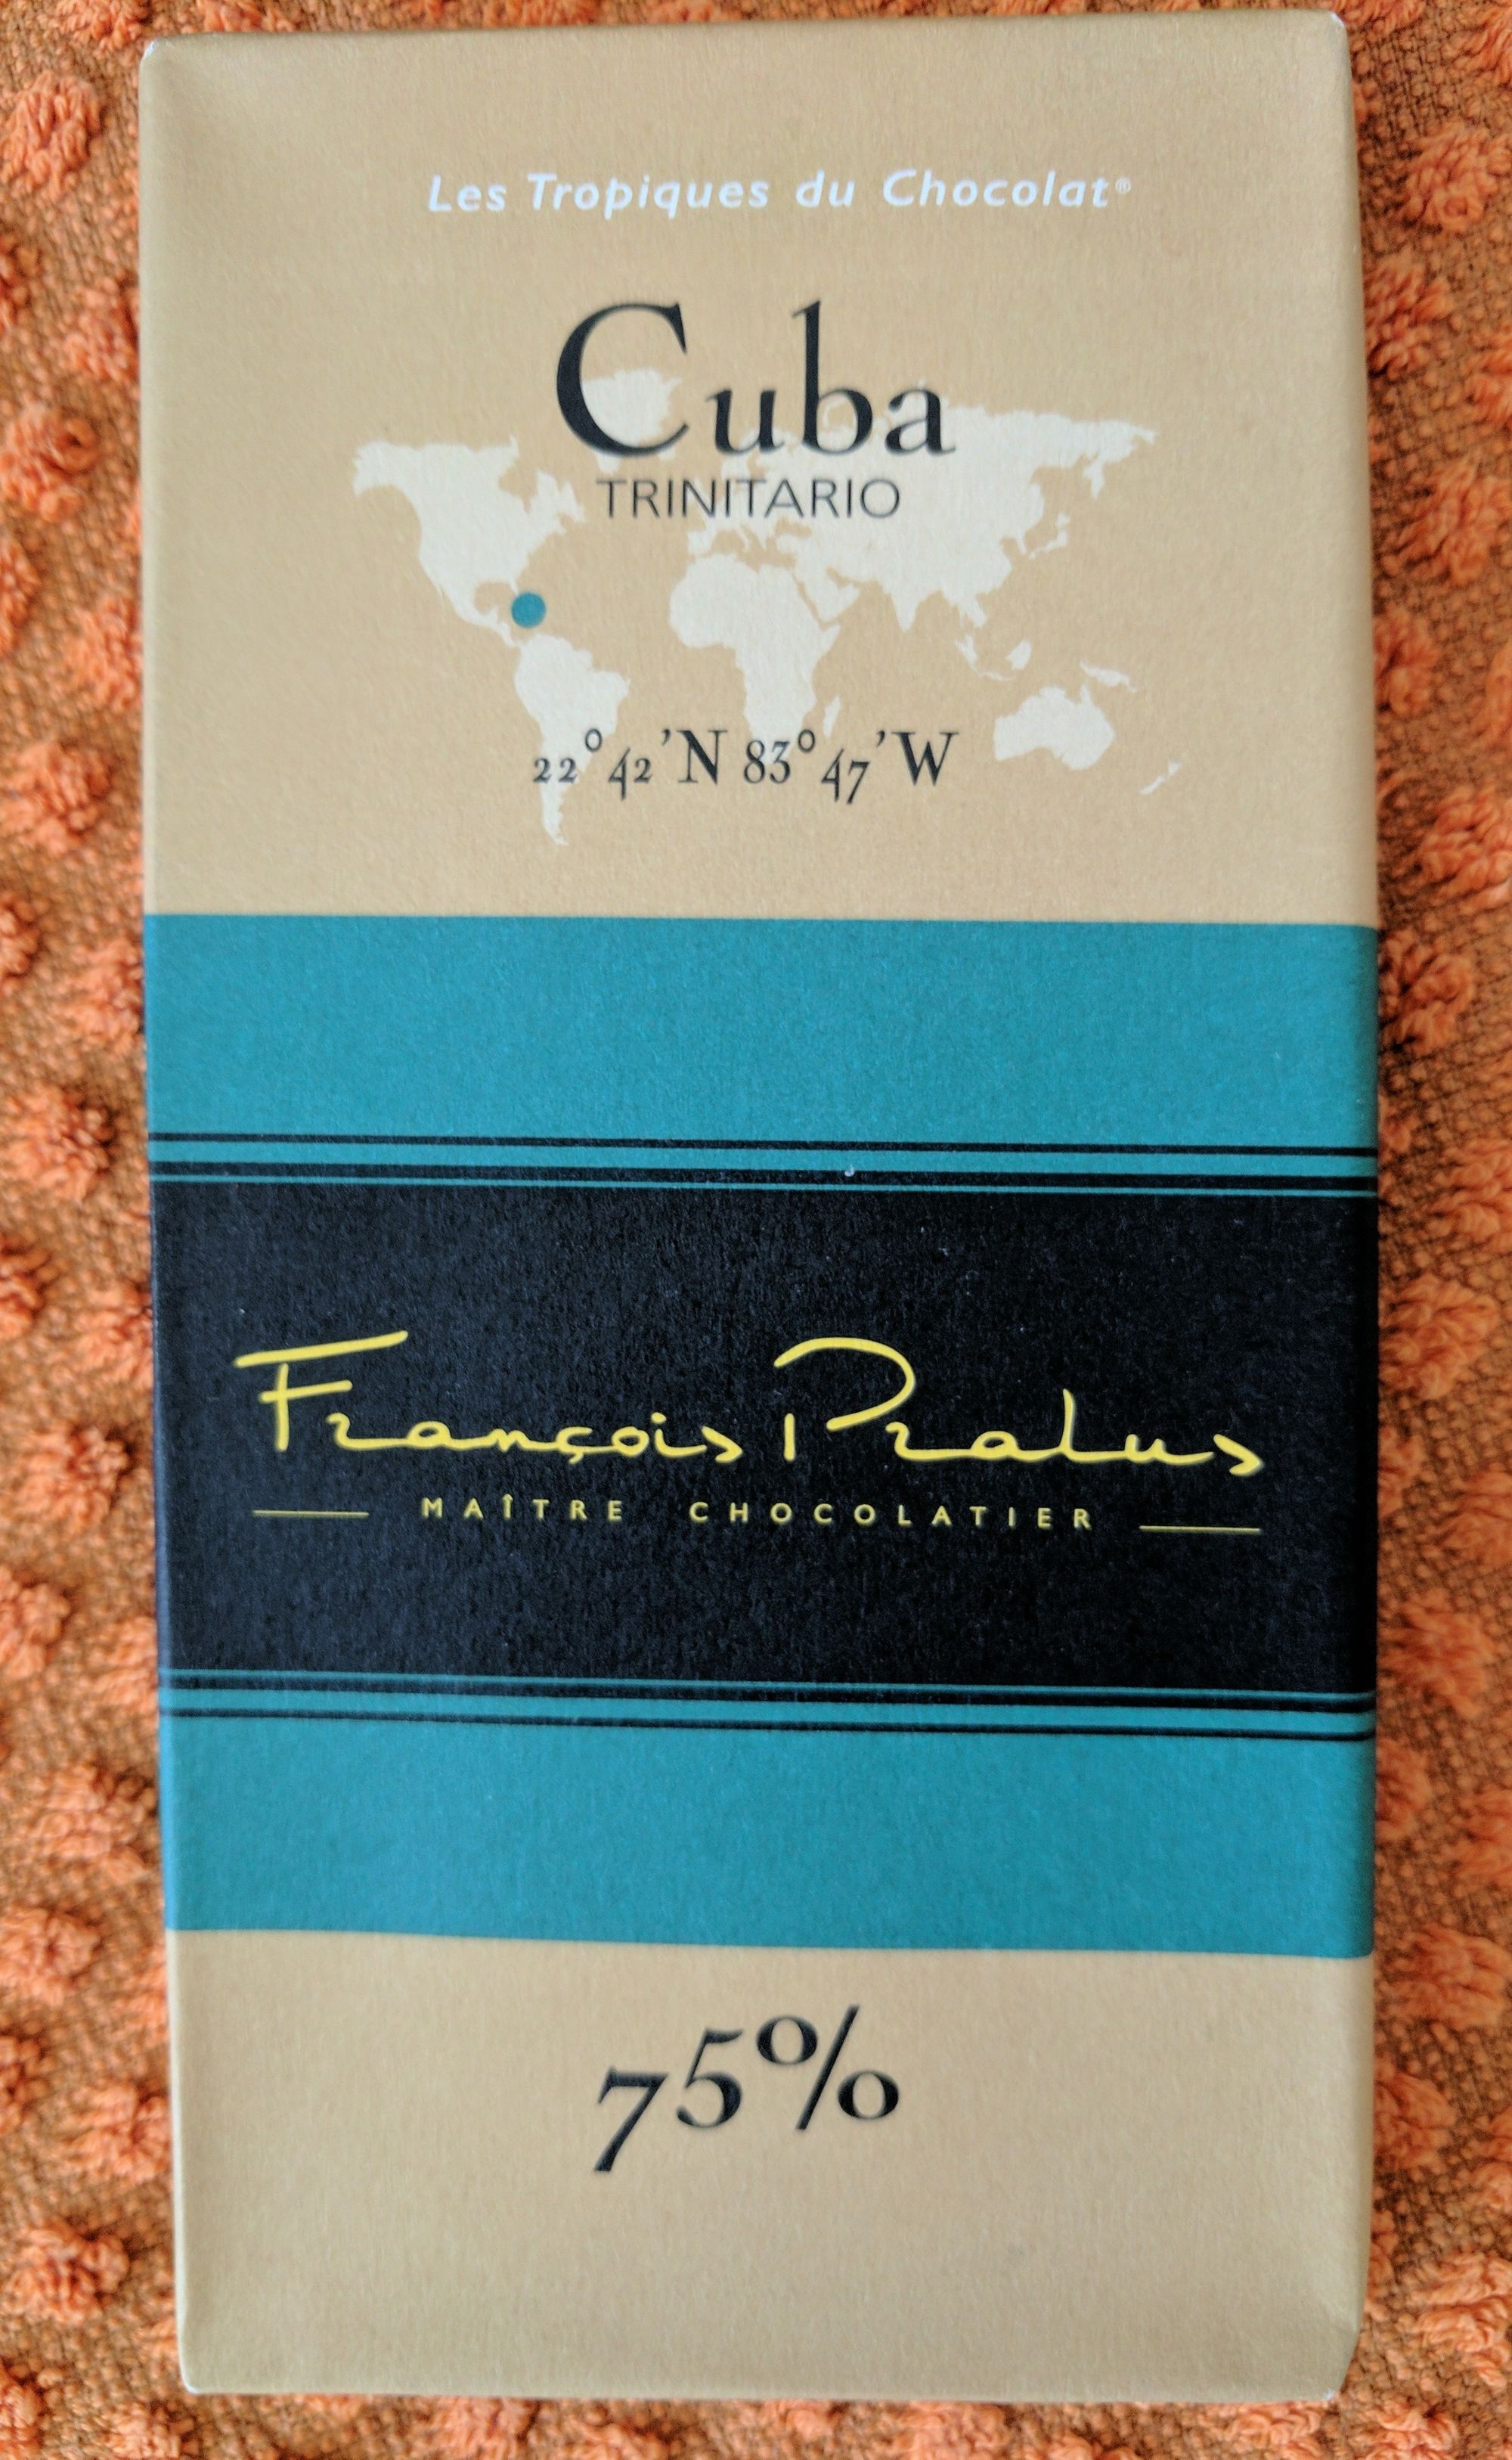 Les Tropiques du Chocolat®
Cuba
TRINITARIO
22°42'N 83°47'W
François Pralus
MAÎTRE CHOCOLATIER
75%